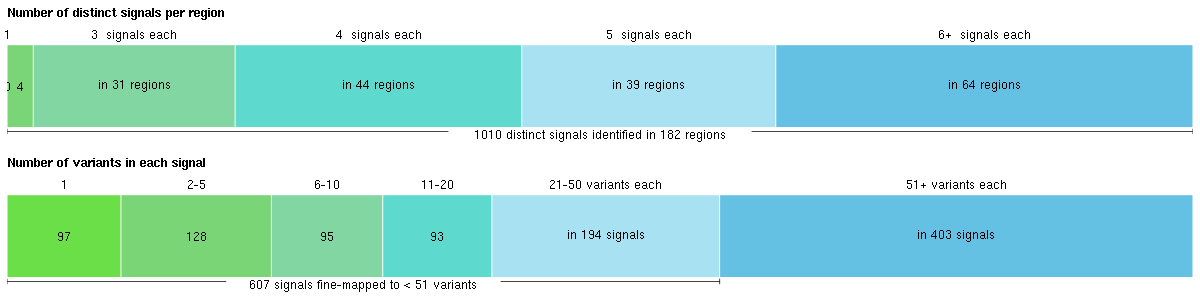 Number of distinct signals per region
1 3 signals each 4 signals each 5 signals each 6+ signals each
0 4 in 31 regions in 44 regions in 39 regions in 64 regions
1010 distinct signals identified in 182 regions
Number of variants in each signal
1 2-5 6-10 11-20 21-50 variants each 51+ variants each
97 128 95 93 in 194 signals in 403 signals
607 signals fine-mapped to < 51 variants